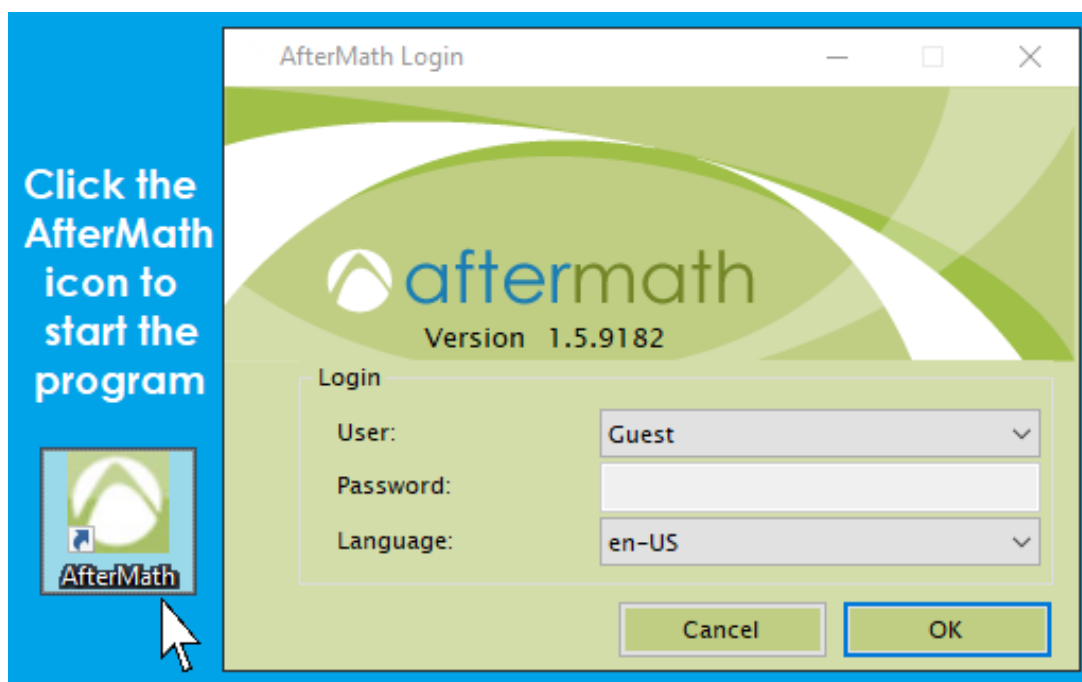 Click the
AfterMath
icon to
start the
program
AfterMath
AfterMath Login
aftermath
Version 1.5.9182
Login
User: Guest
Password:
Language: en-US
Cancel OK